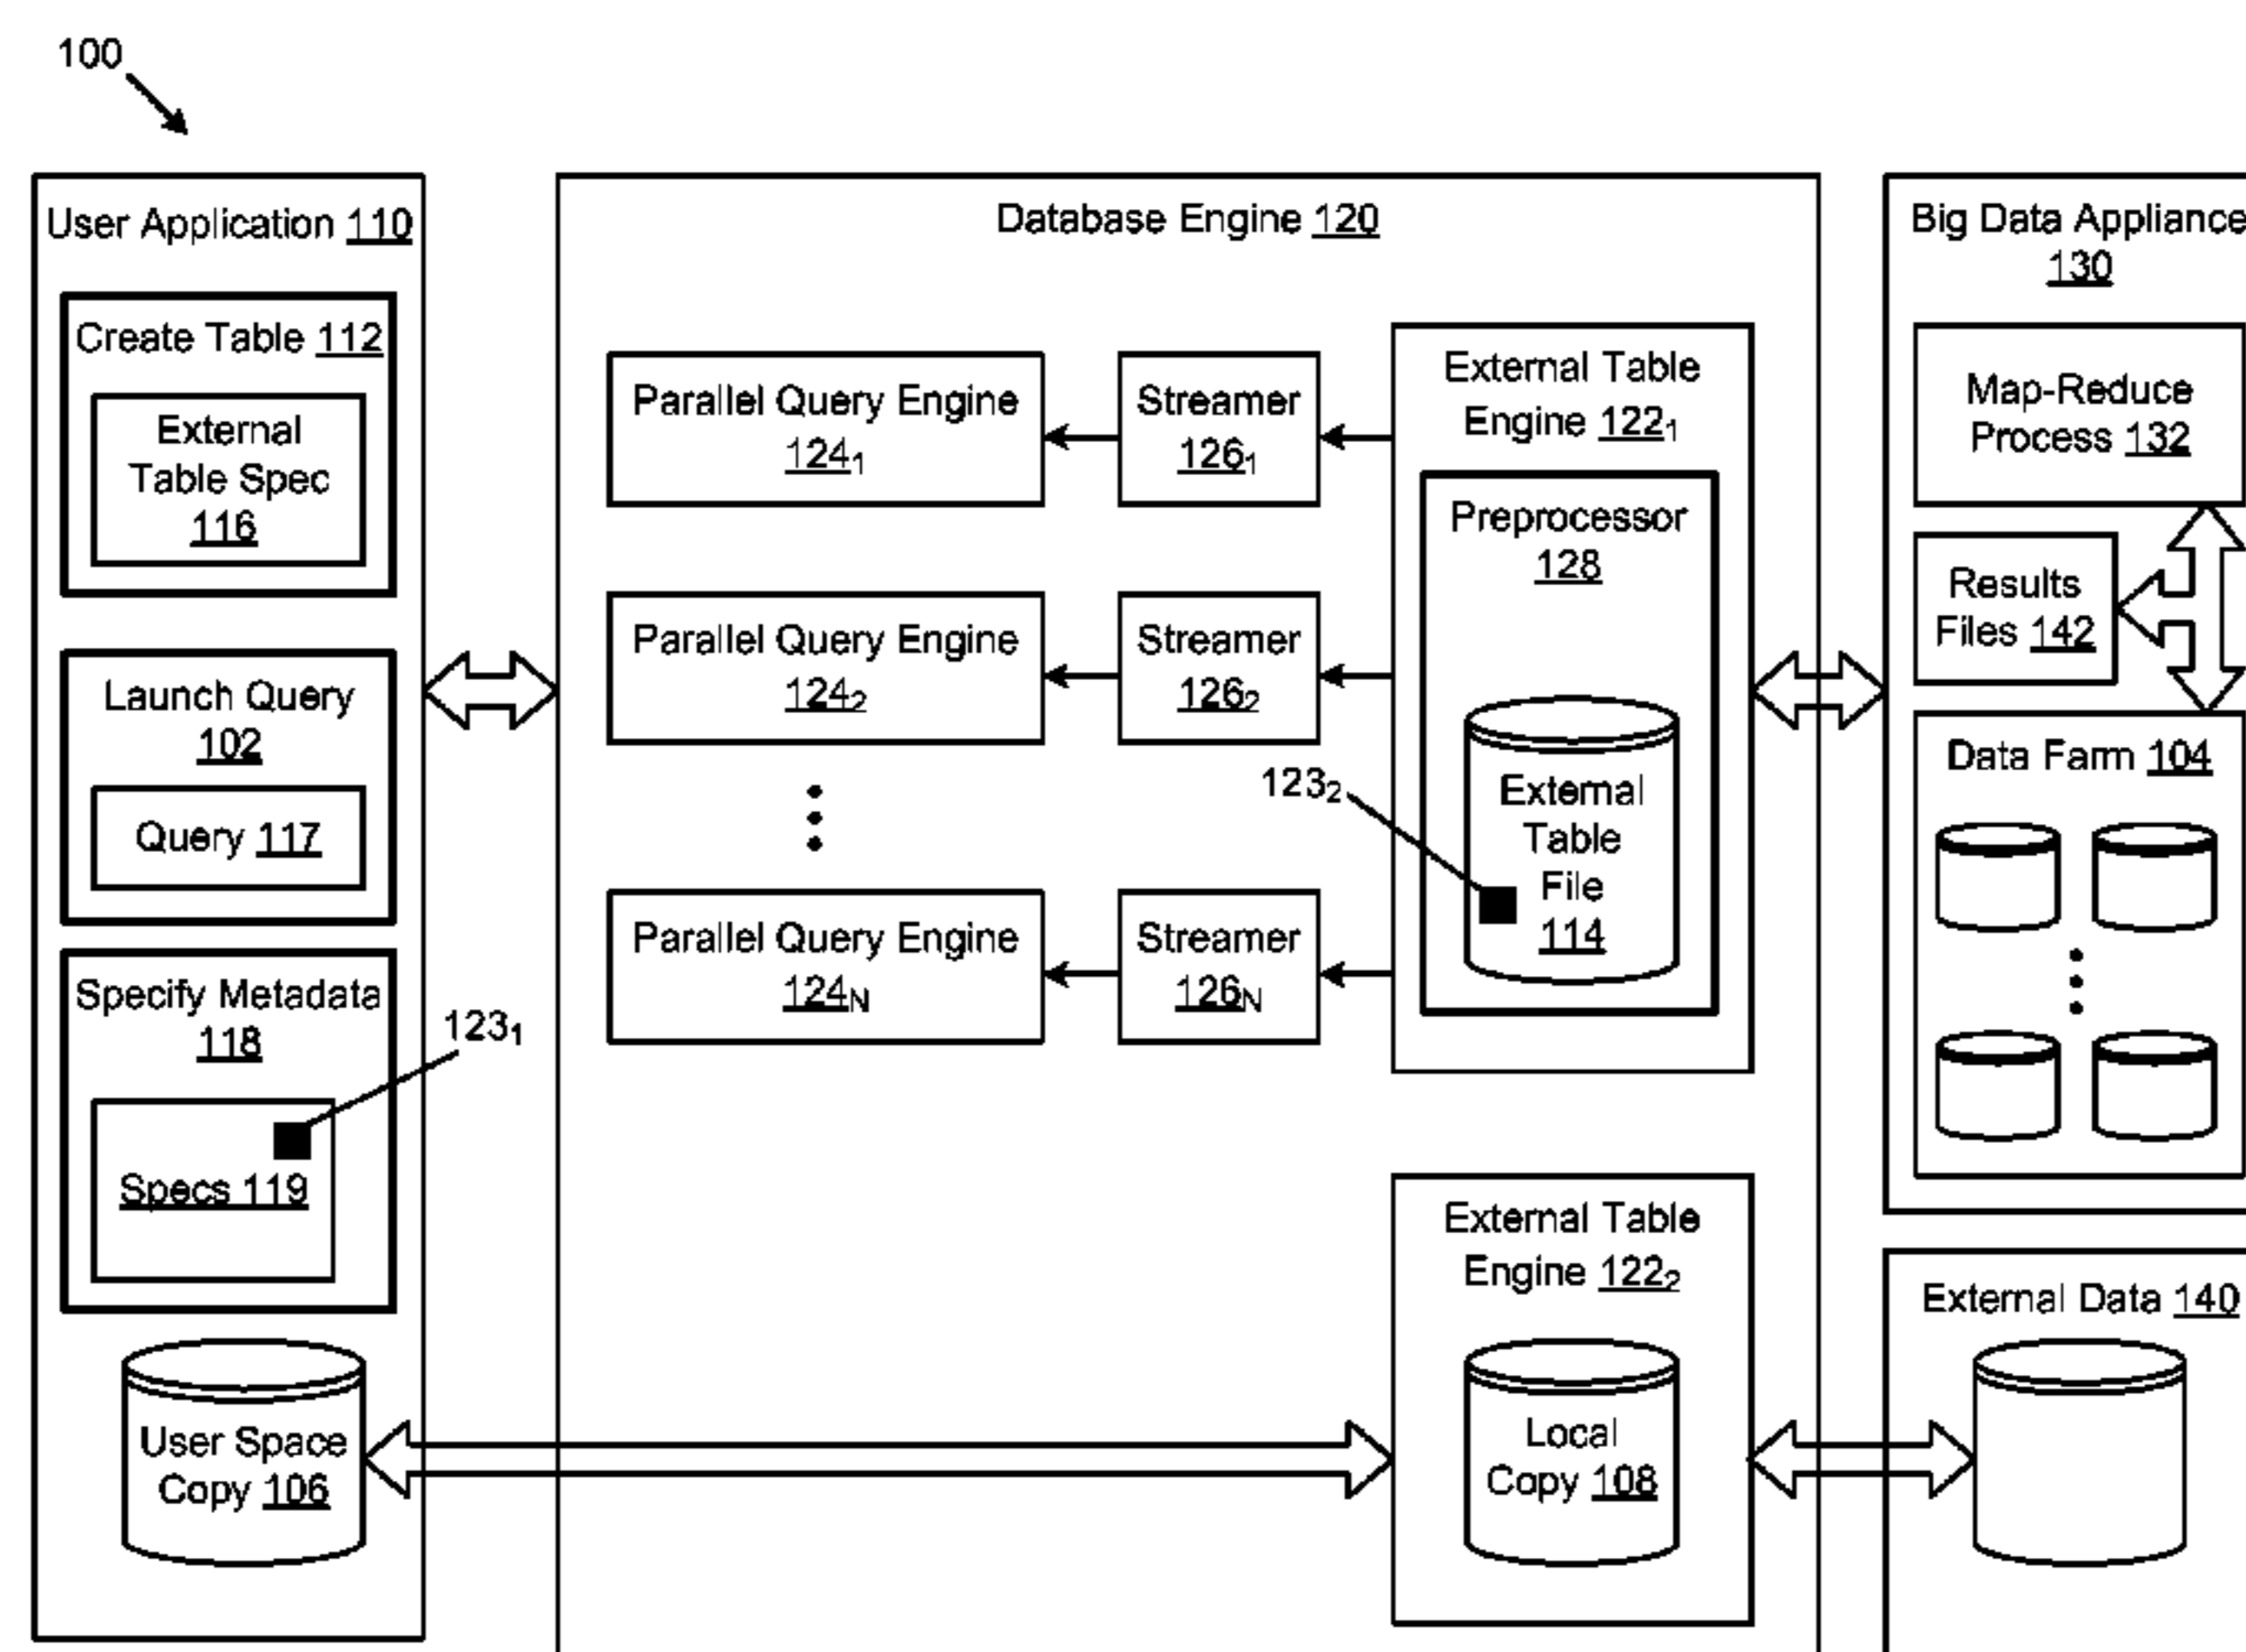 100
User Application 110
Create Table 112
External
Table Spec
116
Launch Query
102
Query 117
Specify Metadata
118
123₁
Specs 119
User Space
Copy 106
Database Engine 120
Parallel Query Engine
124₁
Streamer
126₁
Parallel Query Engine
124₂
Streamer
126₂
Parallel Query Engine
124N
Streamer
126N
External Table
Engine 122₁
Preprocessor
128
123₂
External
Table
File
114
External Table
Engine 122₂
Local
Copy 108
Big Data Appliance
130
Map-Reduce
Process 132
Results
Files 142
Data Farm 104
External Data 140